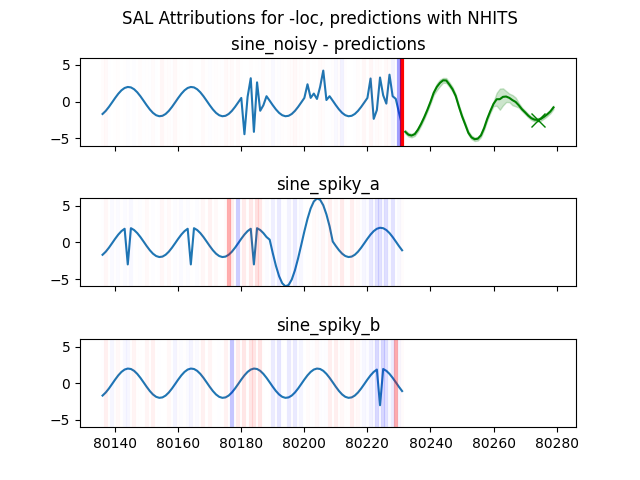 SAL Attributions for -loc, predictions with NHITS
sine_noisy - predictions
5
0
−5
sine_spiky_a
5
0
−5
sine_spiky_b
5
0
−5
80140 80160 80180 80200 80220 80240 80260 80280